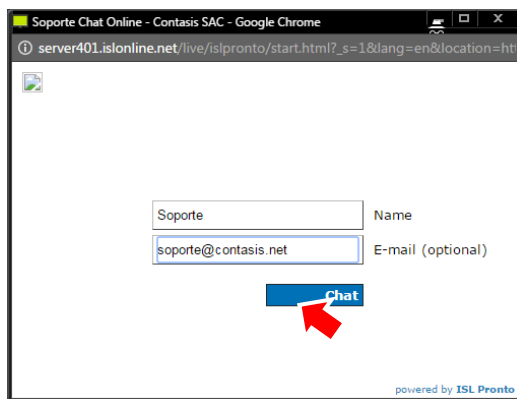 Soporte Chat Online - Contasis SAC - Google Chrome
server401.islonline.net/live/islpronto/start.html?_s=1&lang=en&location=htt
Soporte Name
soporte@contasis.net E-mail (optional)
Chat
powered by ISL Pronto